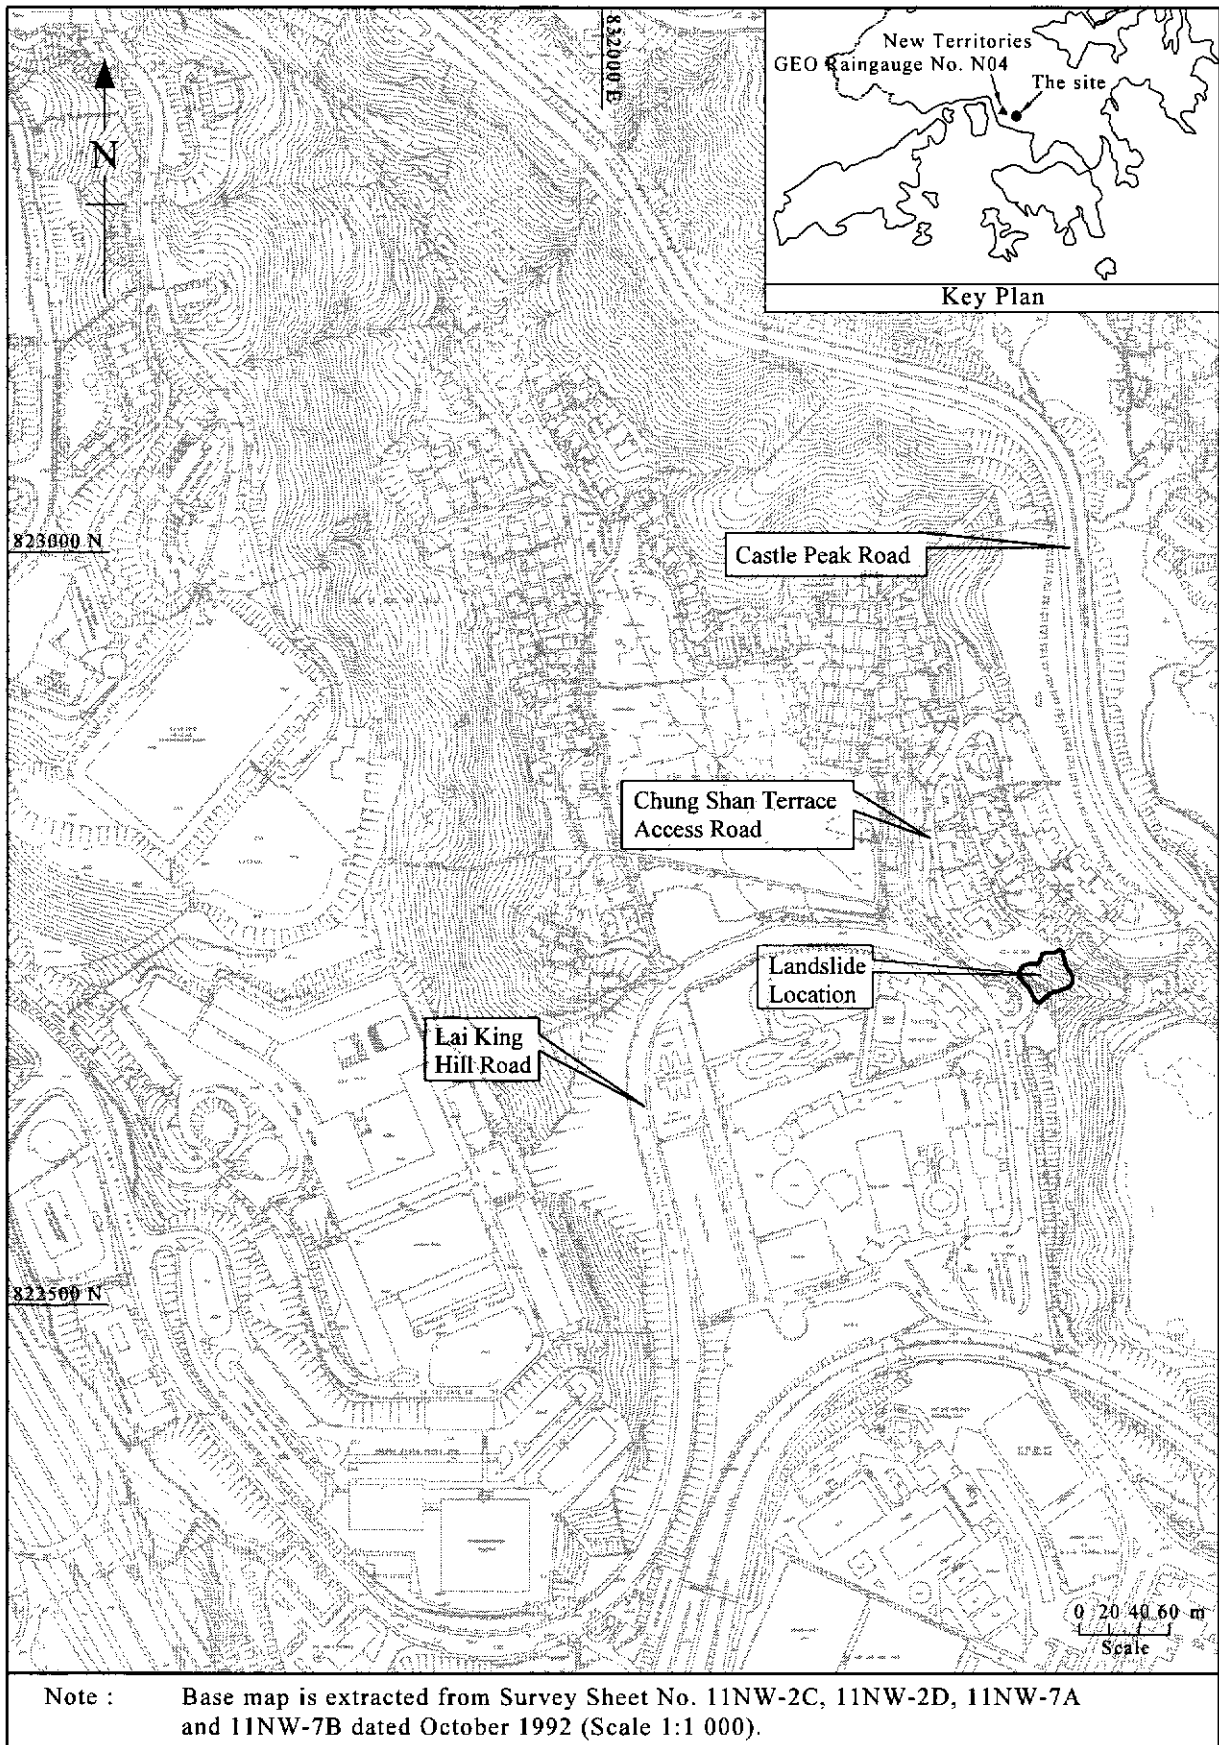 832000 E
New Territories
GEO Raingauge No. N04
The site
Key Plan
N
823000 N
Castle Peak Road
Chung Shan Terrace
Access Road
Landslide
Location
Lai King
Hill Road
822500 N
0 20 40 60 m
Scale
Note : Base map is extracted from Survey Sheet No. 11NW-2C, 11NW-2D, 11NW-7A
and 11NW-7B dated October 1992 (Scale 1:1 000).